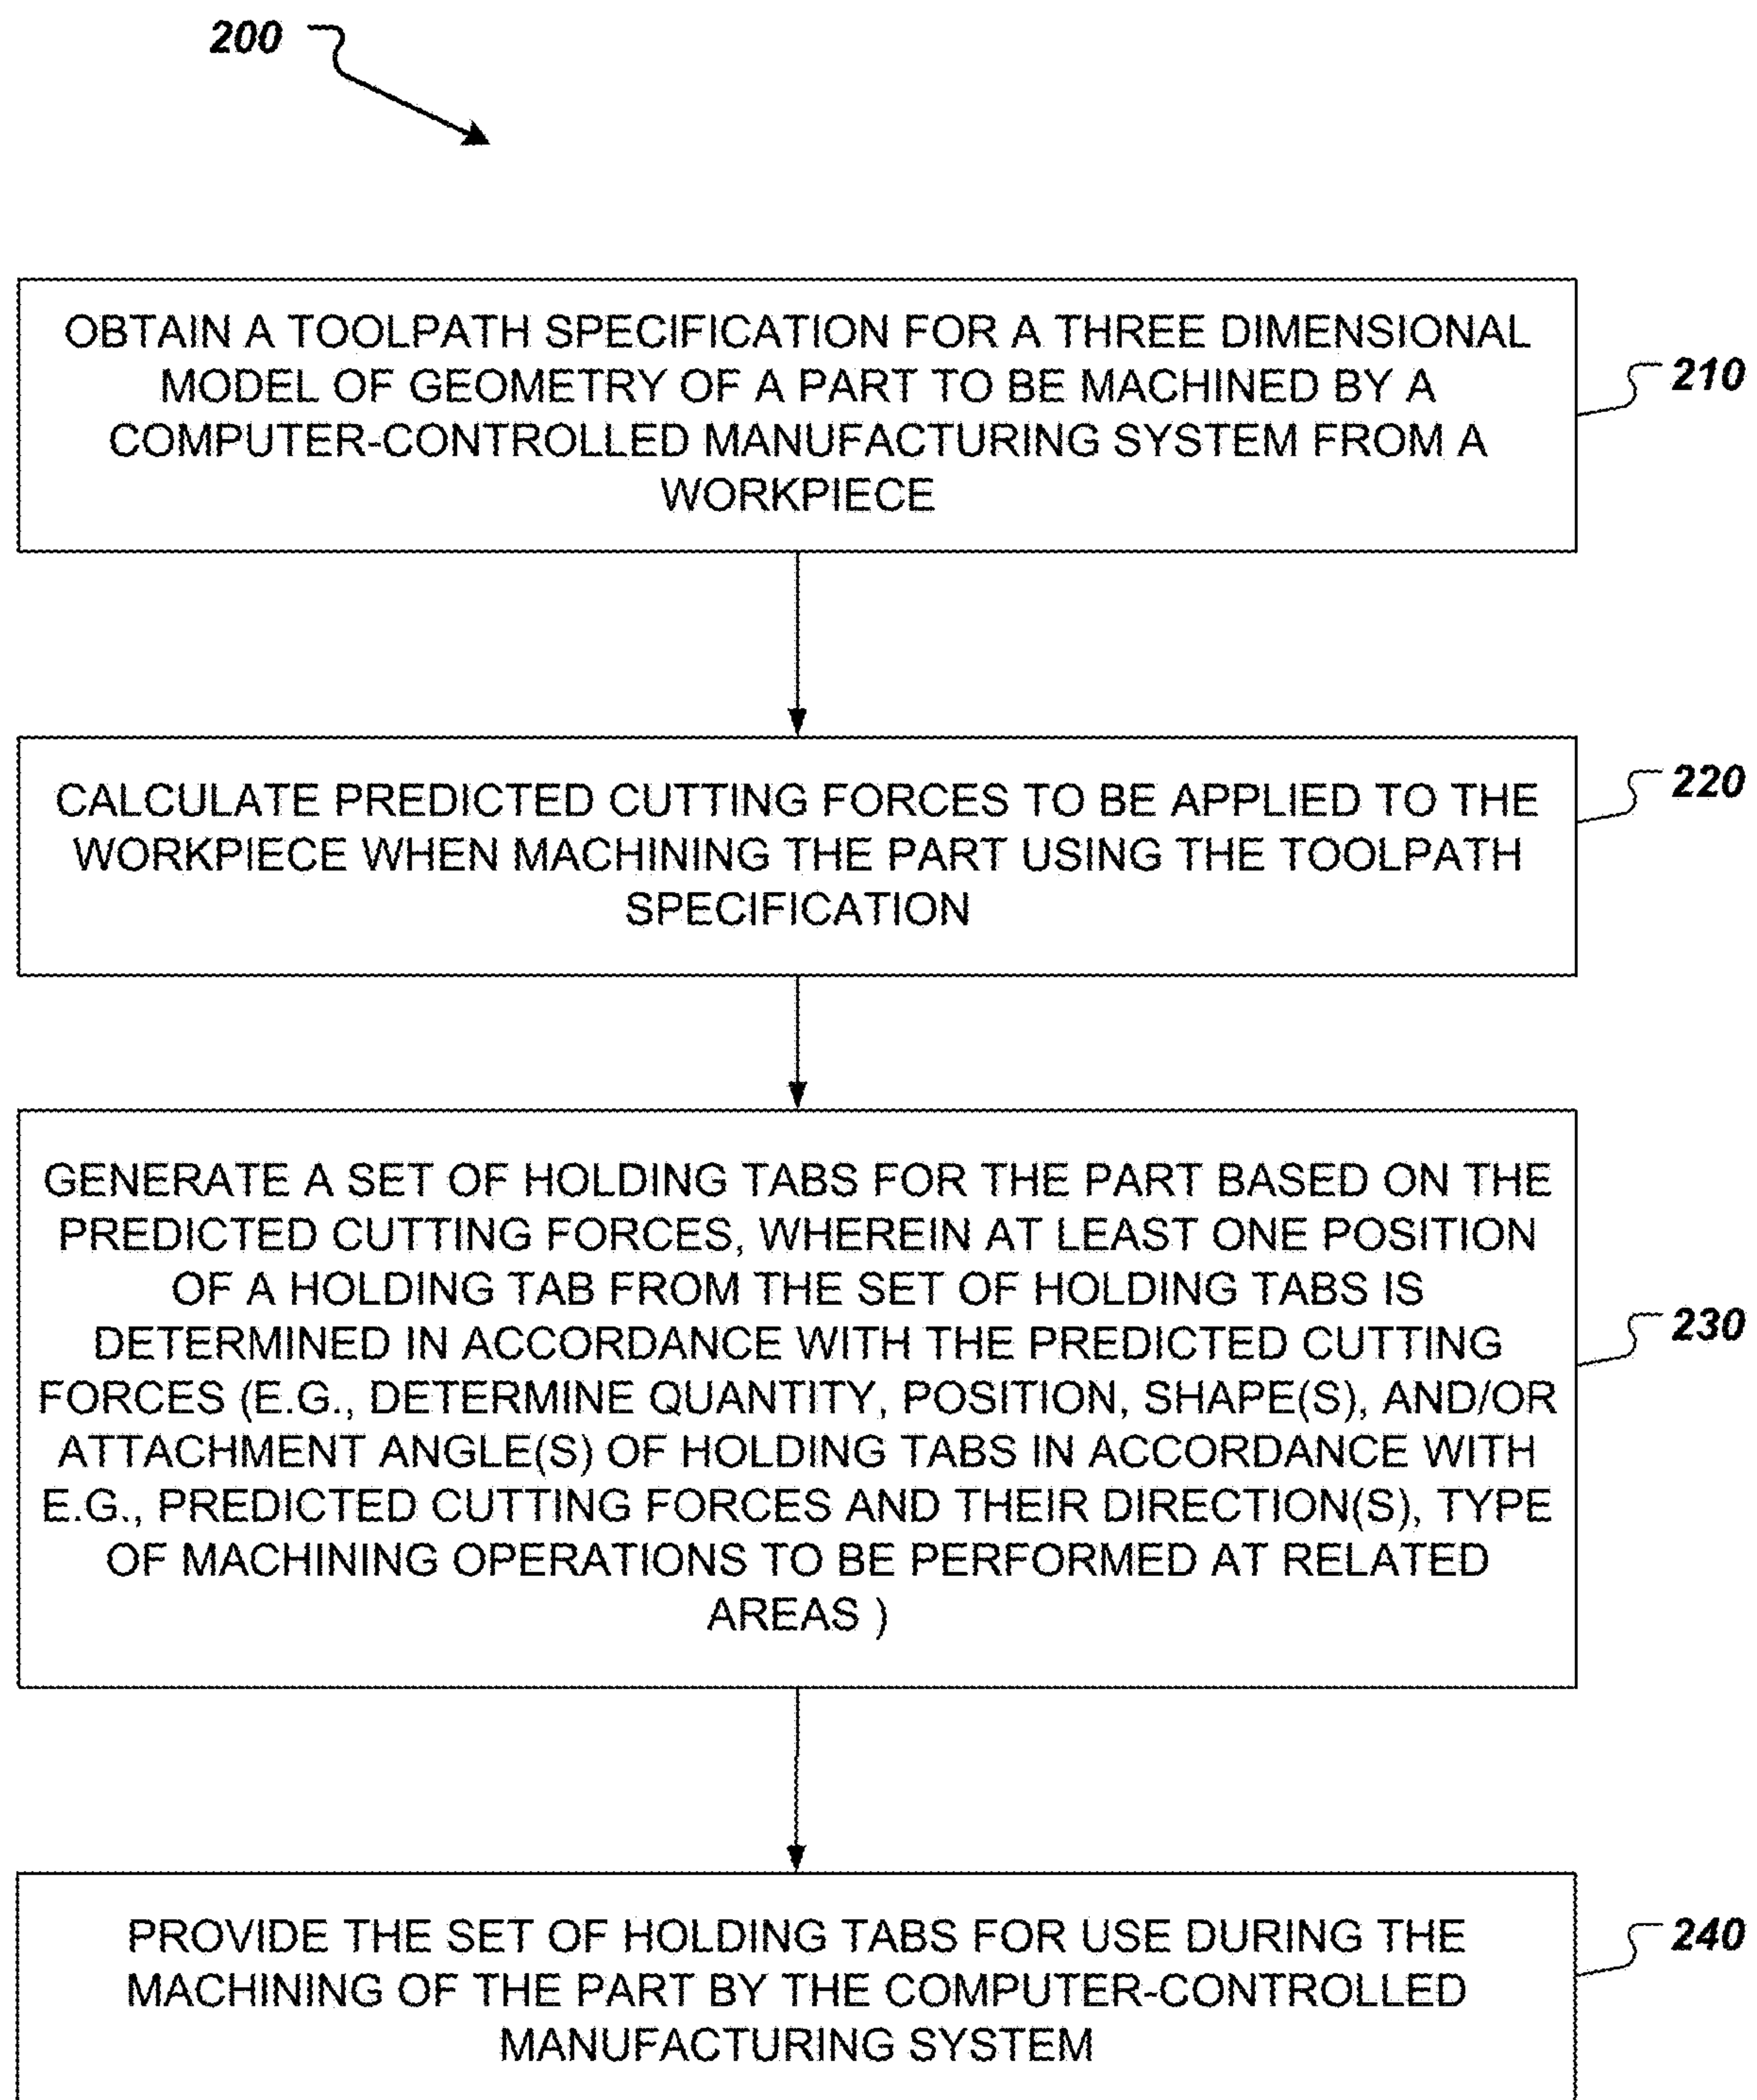 200
OBTAIN A TOOLPATH SPECIFICATION FOR A THREE DIMENSIONAL
MODEL OF GEOMETRY OF A PART TO BE MACHINED BY A
COMPUTER-CONTROLLED MANUFACTURING SYSTEM FROM A
WORKPIECE
210
CALCULATE PREDICTED CUTTING FORCES TO BE APPLIED TO THE
WORKPIECE WHEN MACHINING THE PART USING THE TOOLPATH
SPECIFICATION
220
GENERATE A SET OF HOLDING TABS FOR THE PART BASED ON THE
PREDICTED CUTTING FORCES, WHEREIN AT LEAST ONE POSITION
OF A HOLDING TAB FROM THE SET OF HOLDING TABS IS
DETERMINED IN ACCORDANCE WITH THE PREDICTED CUTTING
FORCES (E.G., DETERMINE QUANTITY, POSITION, SHAPE(S), AND/OR
ATTACHMENT ANGLE(S) OF HOLDING TABS IN ACCORDANCE WITH
E.G., PREDICTED CUTTING FORCES AND THEIR DIRECTION(S), TYPE
OF MACHINING OPERATIONS TO BE PERFORMED AT RELATED
AREAS )
230
PROVIDE THE SET OF HOLDING TABS FOR USE DURING THE
MACHINING OF THE PART BY THE COMPUTER-CONTROLLED
MANUFACTURING SYSTEM
240